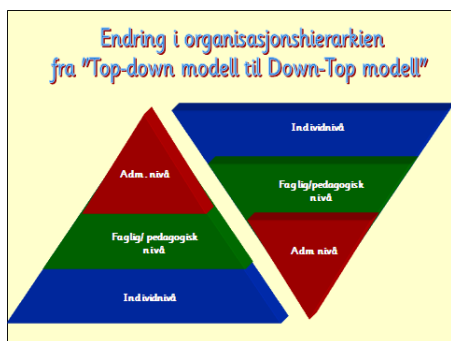 Endring i organisasjonshierarkien
fra "Top-down modell til Down-Top modell"
Adm. nivå
Faglig/ pedagogisk
nivå
Individnivå
Individnivå
Faglig/pedagogisk
nivå
Adm nivå